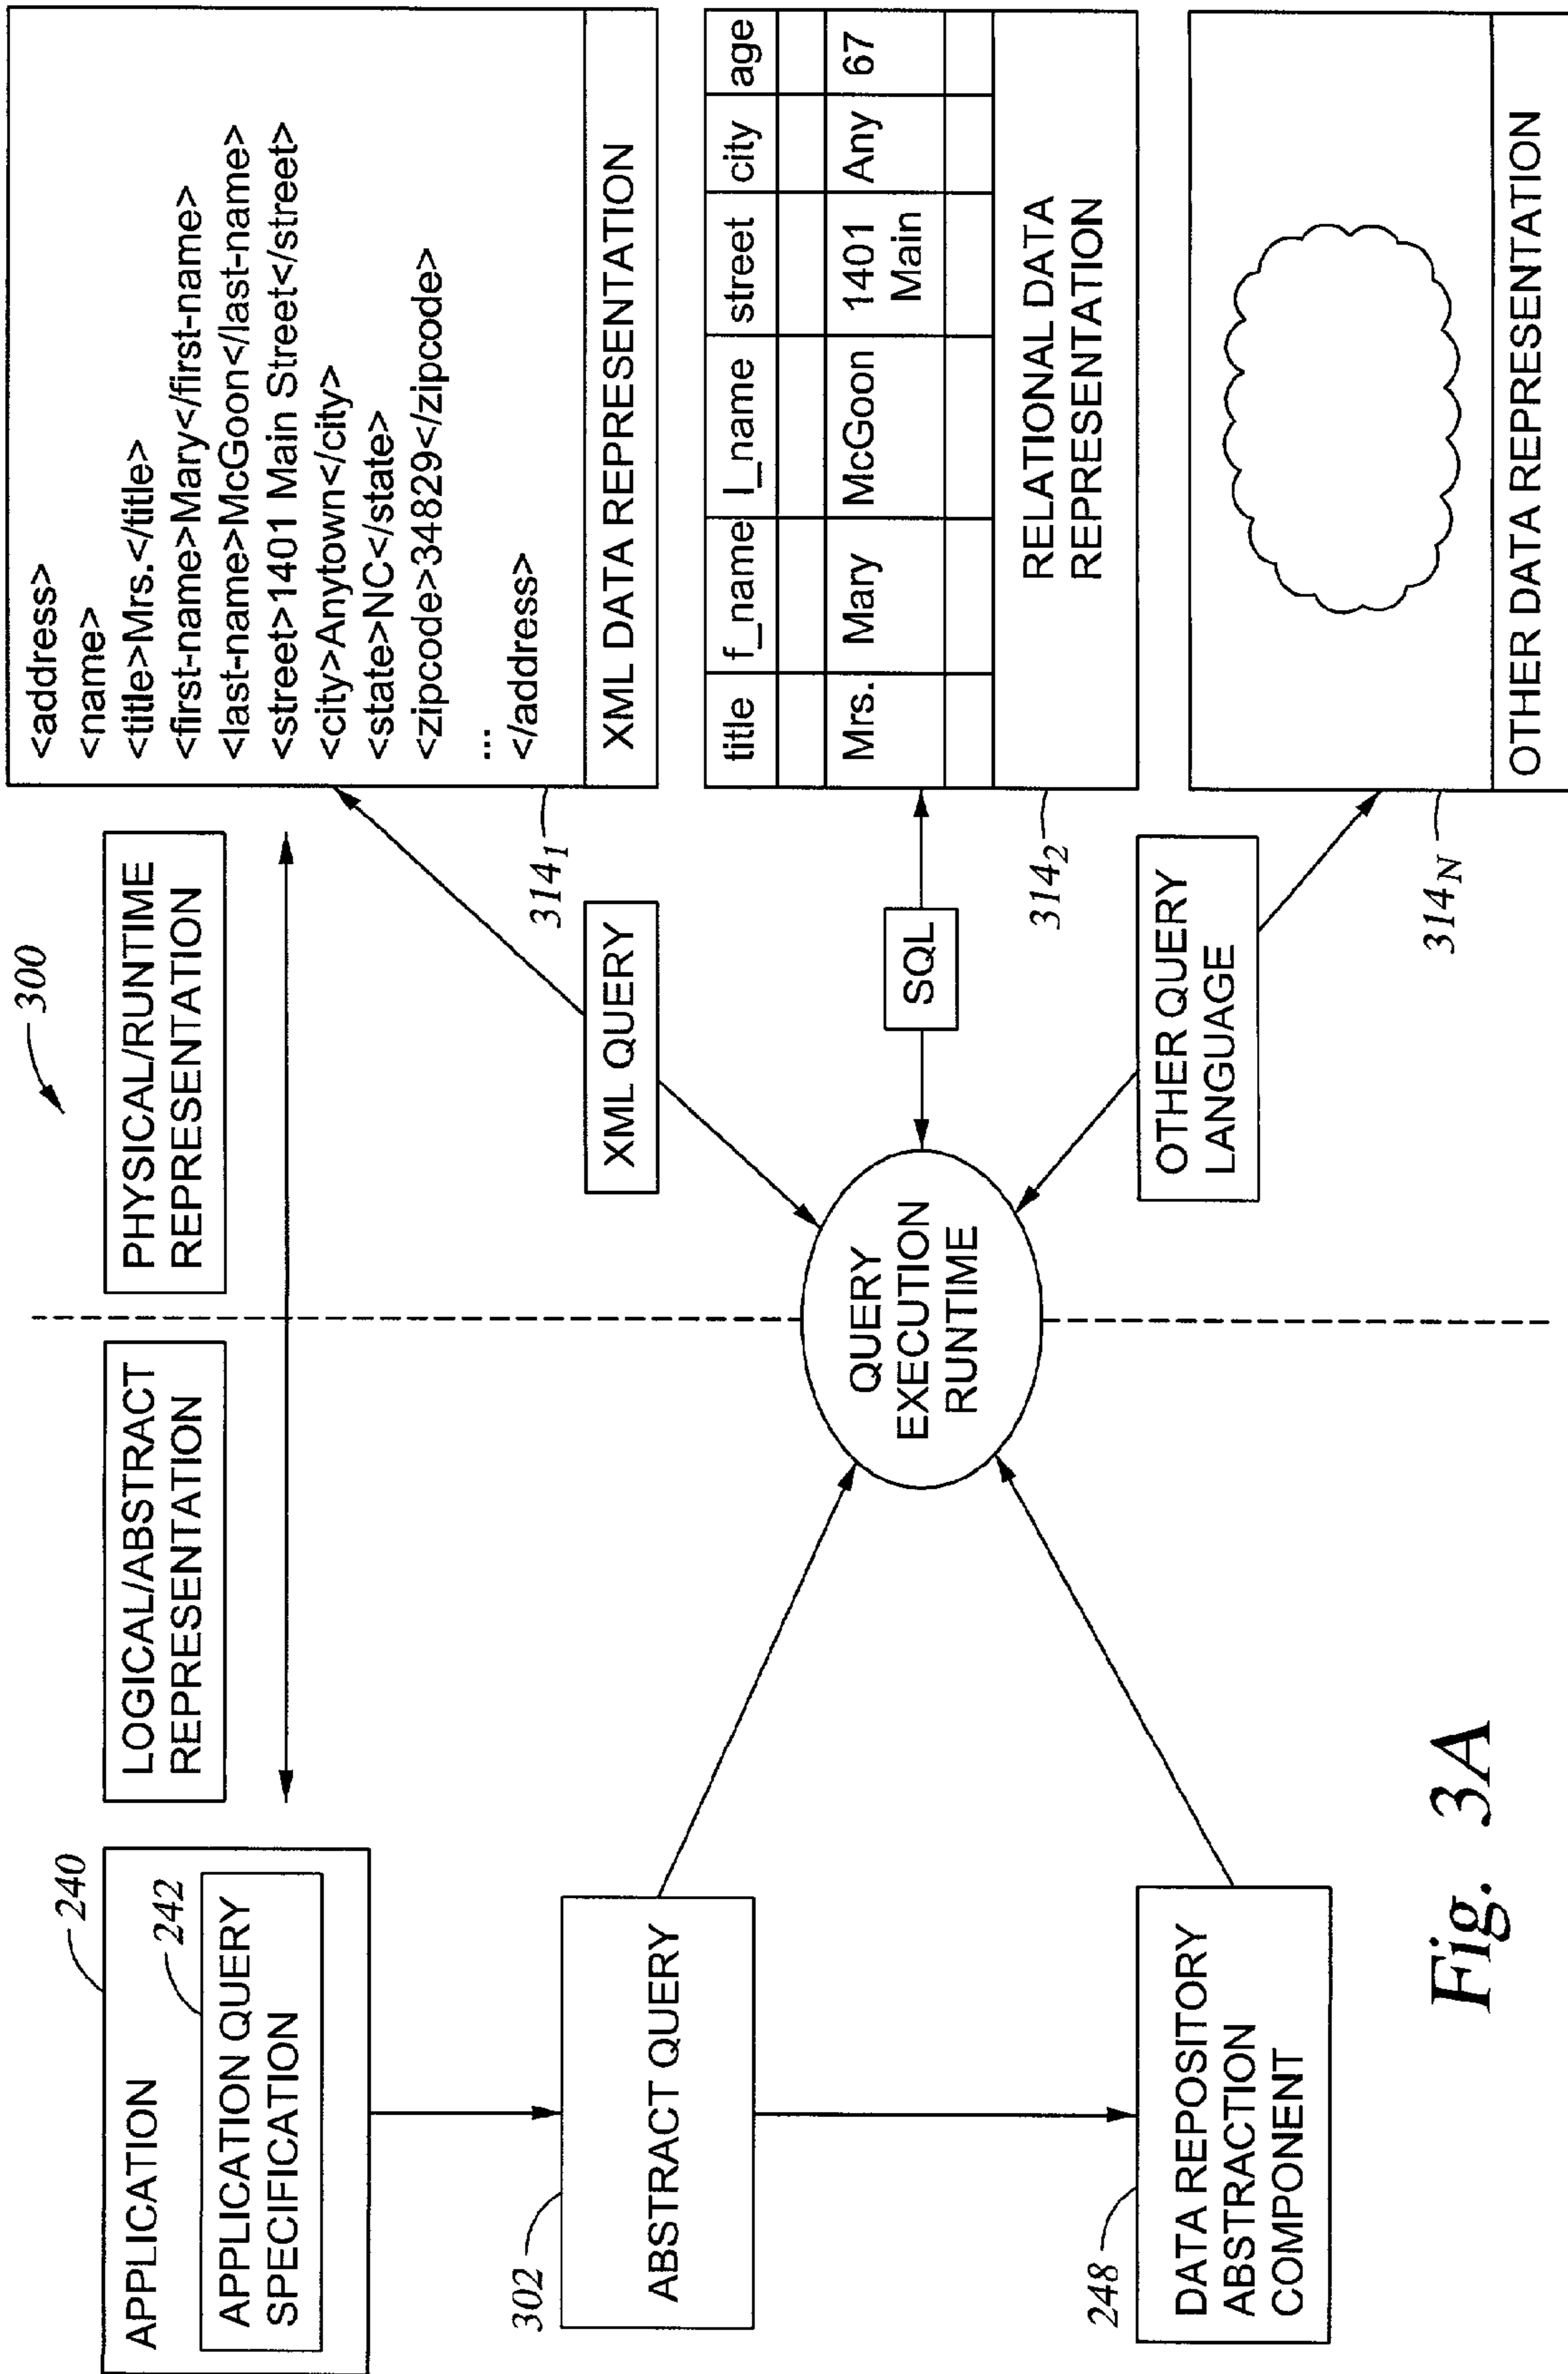 300
APPLICATION
240
APPLICATION QUERY
SPECIFICATION
242
LOGICAL/ABSTRACT
REPRESENTATION
PHYSICAL/RUNTIME
REPRESENTATION
ABSTRACT QUERY
302
DATA REPOSITORY
ABSTRACTION
COMPONENT
248
QUERY
EXECUTION
RUNTIME
XML QUERY
SQL
OTHER QUERY
LANGUAGE
<address>
<name>
<title>Mrs.</title>
<first-name>Mary</first-name>
<last-name>McGoon</last-name>
<street>1401 Main Street</street>
<city>Anytown</city>
<state>NC</state>
<zipcode>34829</zipcode>
...
</address>
XML DATA REPRESENTATION
314₁
title f_name l_name street city age
Mrs. Mary McGoon 1401 Any 67
Main
RELATIONAL DATA
REPRESENTATION
314₂
OTHER DATA REPRESENTATION
314N
Fig. 3A